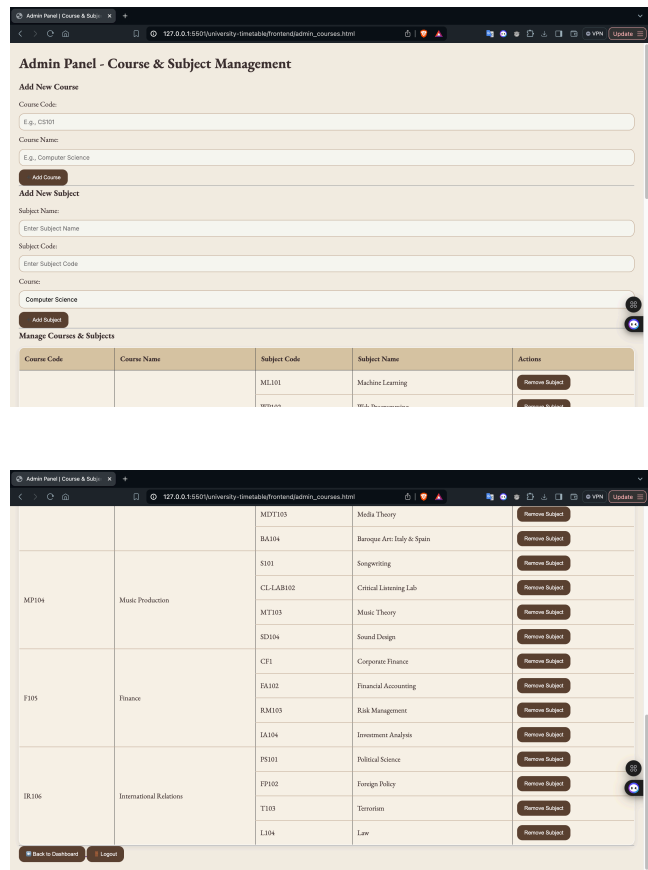 Admin Panel | Course & Subje
127.0.0.1:5501/university-timetable/frontend/admin_courses.html
VPN
Update
Admin Panel - Course & Subject Management
Add New Course
Course Code:
E.g., CS101
Course Name:
E.g., Computer Science
Add Course
Add New Subject
Subject Name:
Enter Subject Name
Subject Code:
Enter Subject Code
Course:
Computer Science
Add Subject
Manage Courses & Subjects
Course Code Course Name Subject Code Subject Name Actions
ML101 Machine Learning Remove Subject
Admin Panel | Course & Subje
127.0.0.1:5501/university-timetable/frontend/admin_courses.html
VPN
Update
MDT103 Media Theory Remove Subject
BA104 Baroque Art: Italy & Spain Remove Subject
S101 Songwriting Remove Subject
CL-LAB102 Critical Listening Lab Remove Subject
MP104 Music Production
MT103 Music Theory Remove Subject
SD104 Sound Design Remove Subject
CF1 Corporate Finance Remove Subject
FA102 Financial Accounting Remove Subject
F105 Finance
RM103 Risk Management Remove Subject
IA104 Investment Analysis Remove Subject
PS101 Political Science Remove Subject
FP102 Foreign Policy Remove Subject
IR106 International Relations
T103 Terrorism Remove Subject
L104 Law Remove Subject
Back to Dashboard
Logout